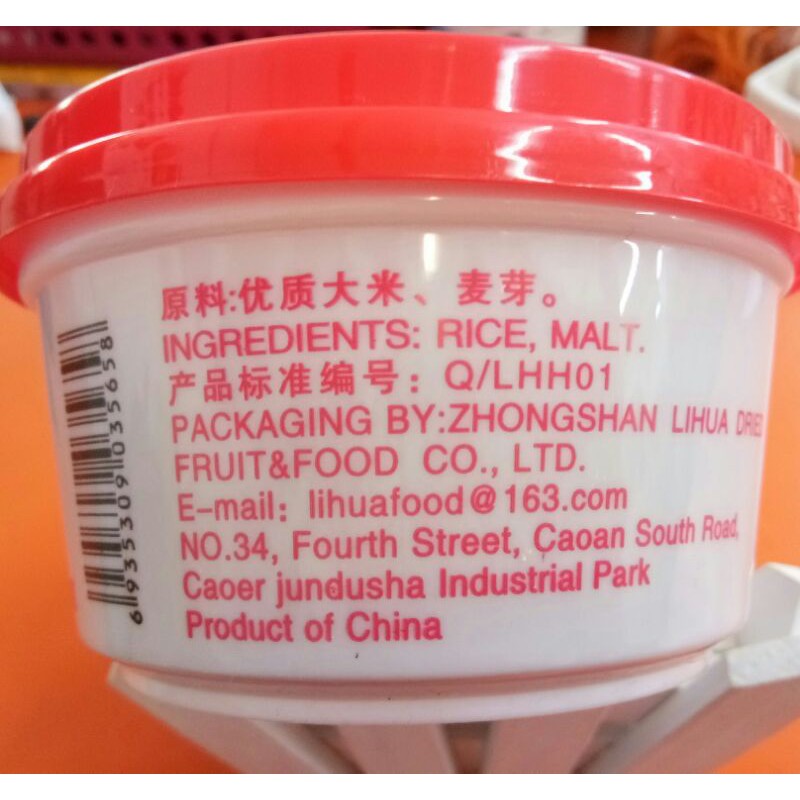 原料:优质大米、麦芽。
INGREDIENTS: RICE, MALT.
产品标准编号：Q/LHH01
PACKAGING BY:ZHONGSHAN LIHUA DRIED
FRUIT&FOOD CO., LTD.
E-mail: lihuafood@163.com
NO.34, Fourth Street, Caoan South Road,
Caoer jundusha Industrial Park
Product of China
6935309035658